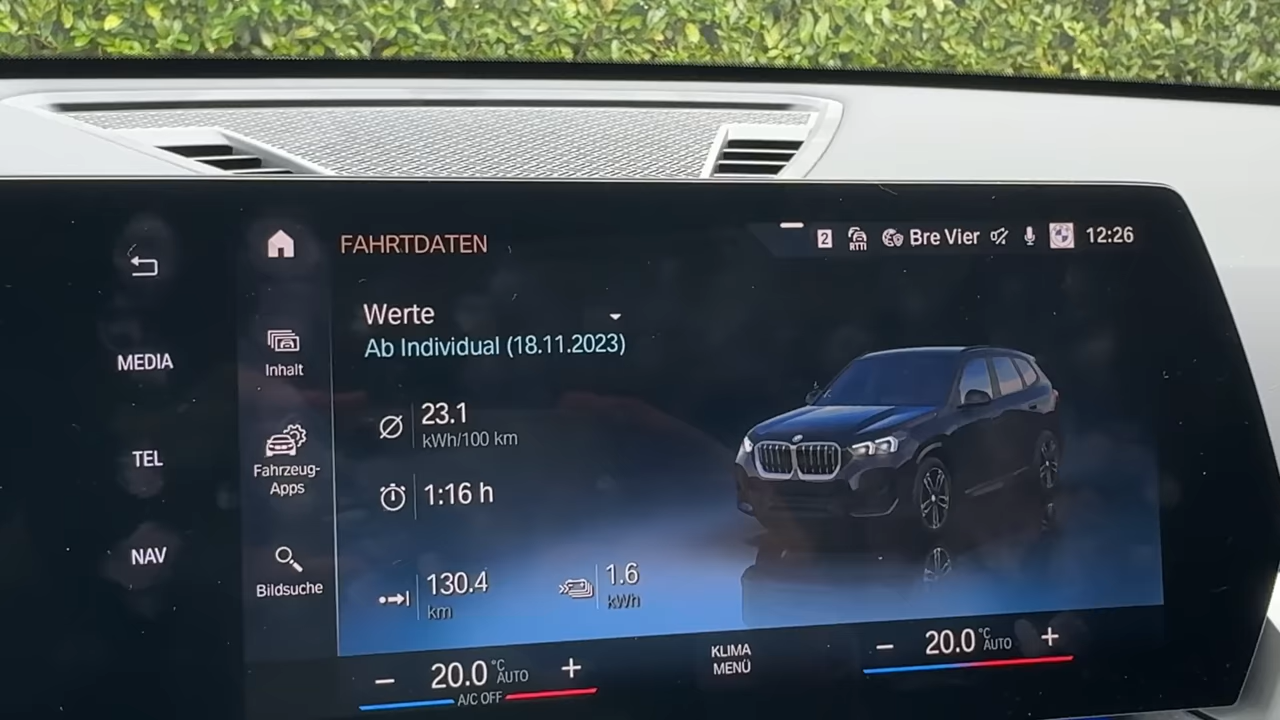 FAHRTDATEN
2 RTTI Bre Vier 12:26
Werte
Ab Individual (18.11.2023)
MEDIA
TEL
NAV
Inhalt
Fahrzeug-
Apps
Bildsuche
23.1
kWh/100 km
1:16 h
130.4
km
1.6
kWh
20.0 °C AUTO
A/C OFF
KLIMA
MENÜ
20.0 °C AUTO